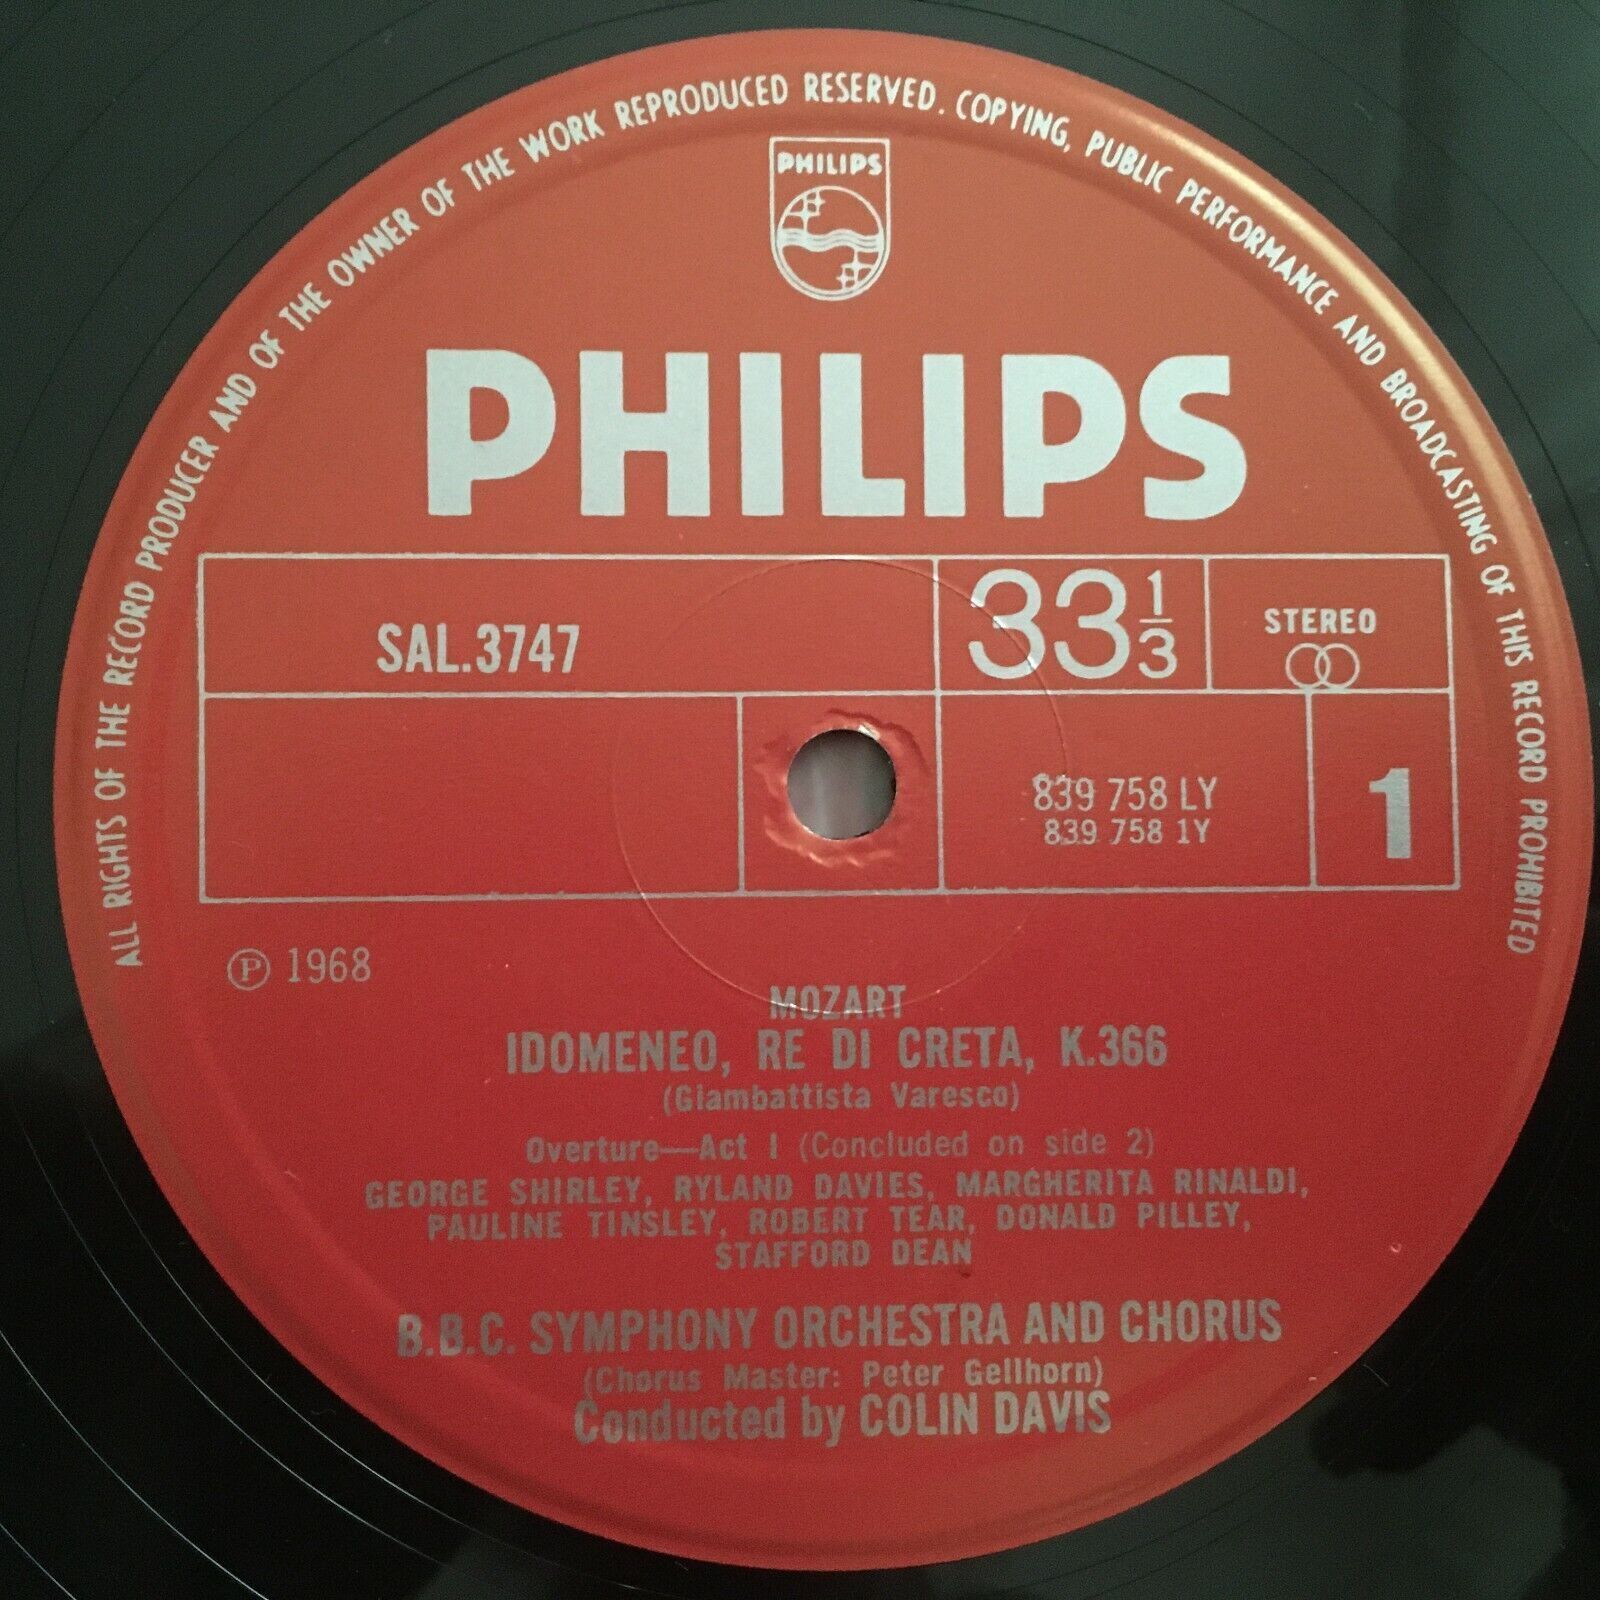 ALL RIGHTS OF THE RECORD PRODUCER AND OF THE OWNER OF THE WORK REPRODUCED RESERVED. COPYING, PUBLIC PERFORMANCE AND BROADCASTING OF THIS RECORD PROHIBITED
PHILIPS
PHILIPS
SAL.3747
33 1/3
STEREO
839 758 LY
839 758 1Y
1
Ⓟ 1968
MOZART
IDOMENEO, RE DI CRETA, K.366
(Giambattista Varesco)
Overture—Act I (Concluded on side 2)
GEORGE SHIRLEY, RYLAND DAVIES, MARGHERITA RINALDI,
PAULINE TINSLEY, ROBERT TEAR, DONALD PILLEY,
STAFFORD DEAN
B.B.C. SYMPHONY ORCHESTRA AND CHORUS
(Chorus Master: Peter Gellhorn)
Conducted by COLIN DAVIS